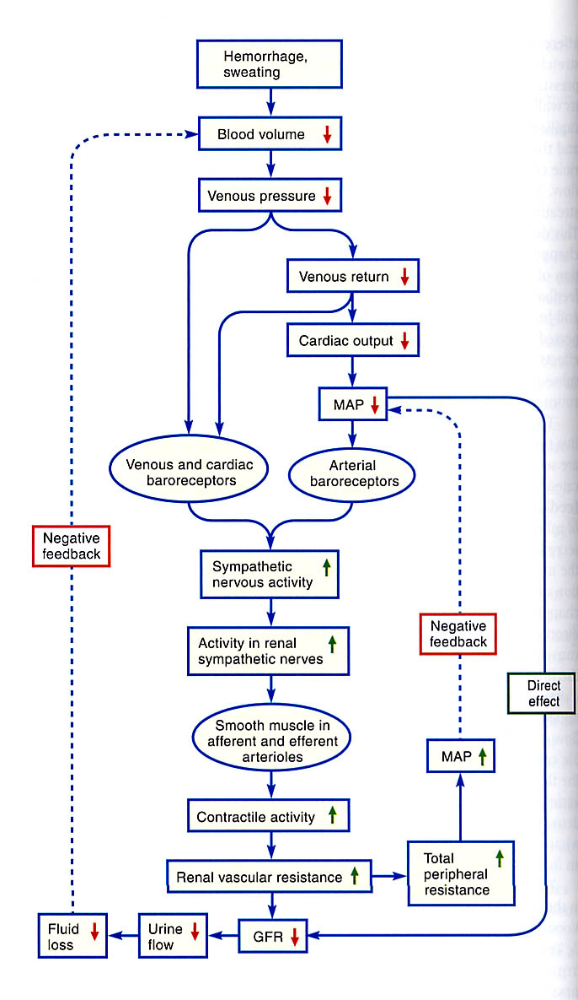 Hemorrhage,
sweating
Blood volume ↓
Venous pressure ↓
Venous return ↓
Cardiac output ↓
MAP ↓
Venous and cardiac
baroreceptors
Arterial
baroreceptors
Negative
feedback
Sympathetic
nervous activity ↑
Activity in renal
sympathetic nerves ↑
Negative
feedback
Direct
effect
Smooth muscle in
afferent and efferent
arterioles
MAP ↑
Contractile activity ↑
Renal vascular resistance ↑
Total
peripheral
resistance ↑
Fluid
loss ↓
Urine
flow ↓
GFR ↓